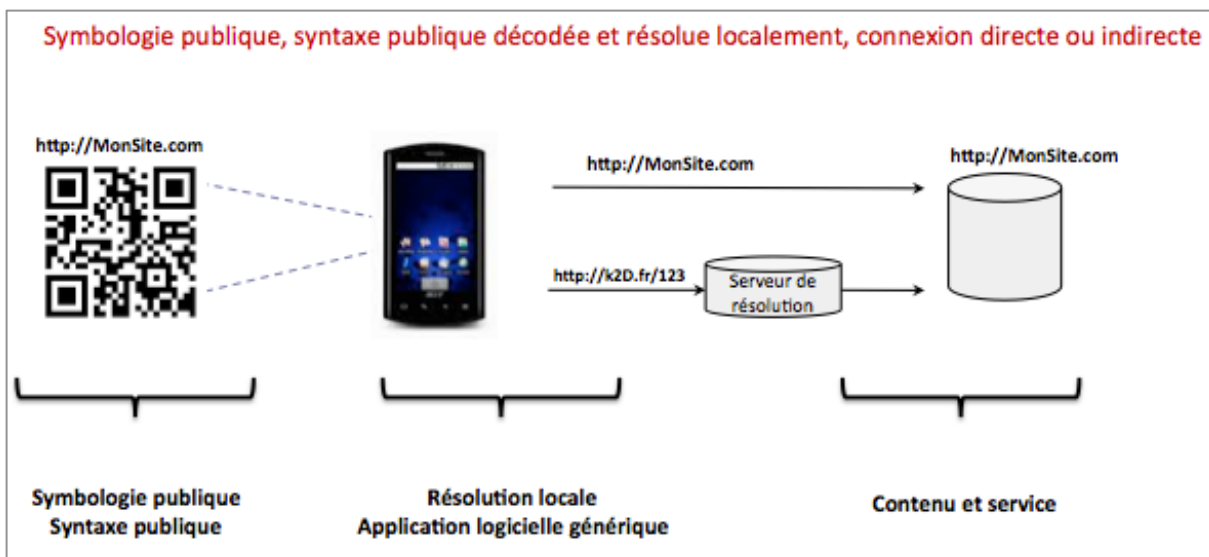 Symbologie publique, syntaxe publique décodée et résolue localement, connexion directe ou indirecte
http://MonSite.com
http://MonSite.com
http://MonSite.com
http://k2D.fr/123
Serveur de
résolution
Symbologie publique
Syntaxe publique
Résolution locale
Application logicielle générique
Contenu et service